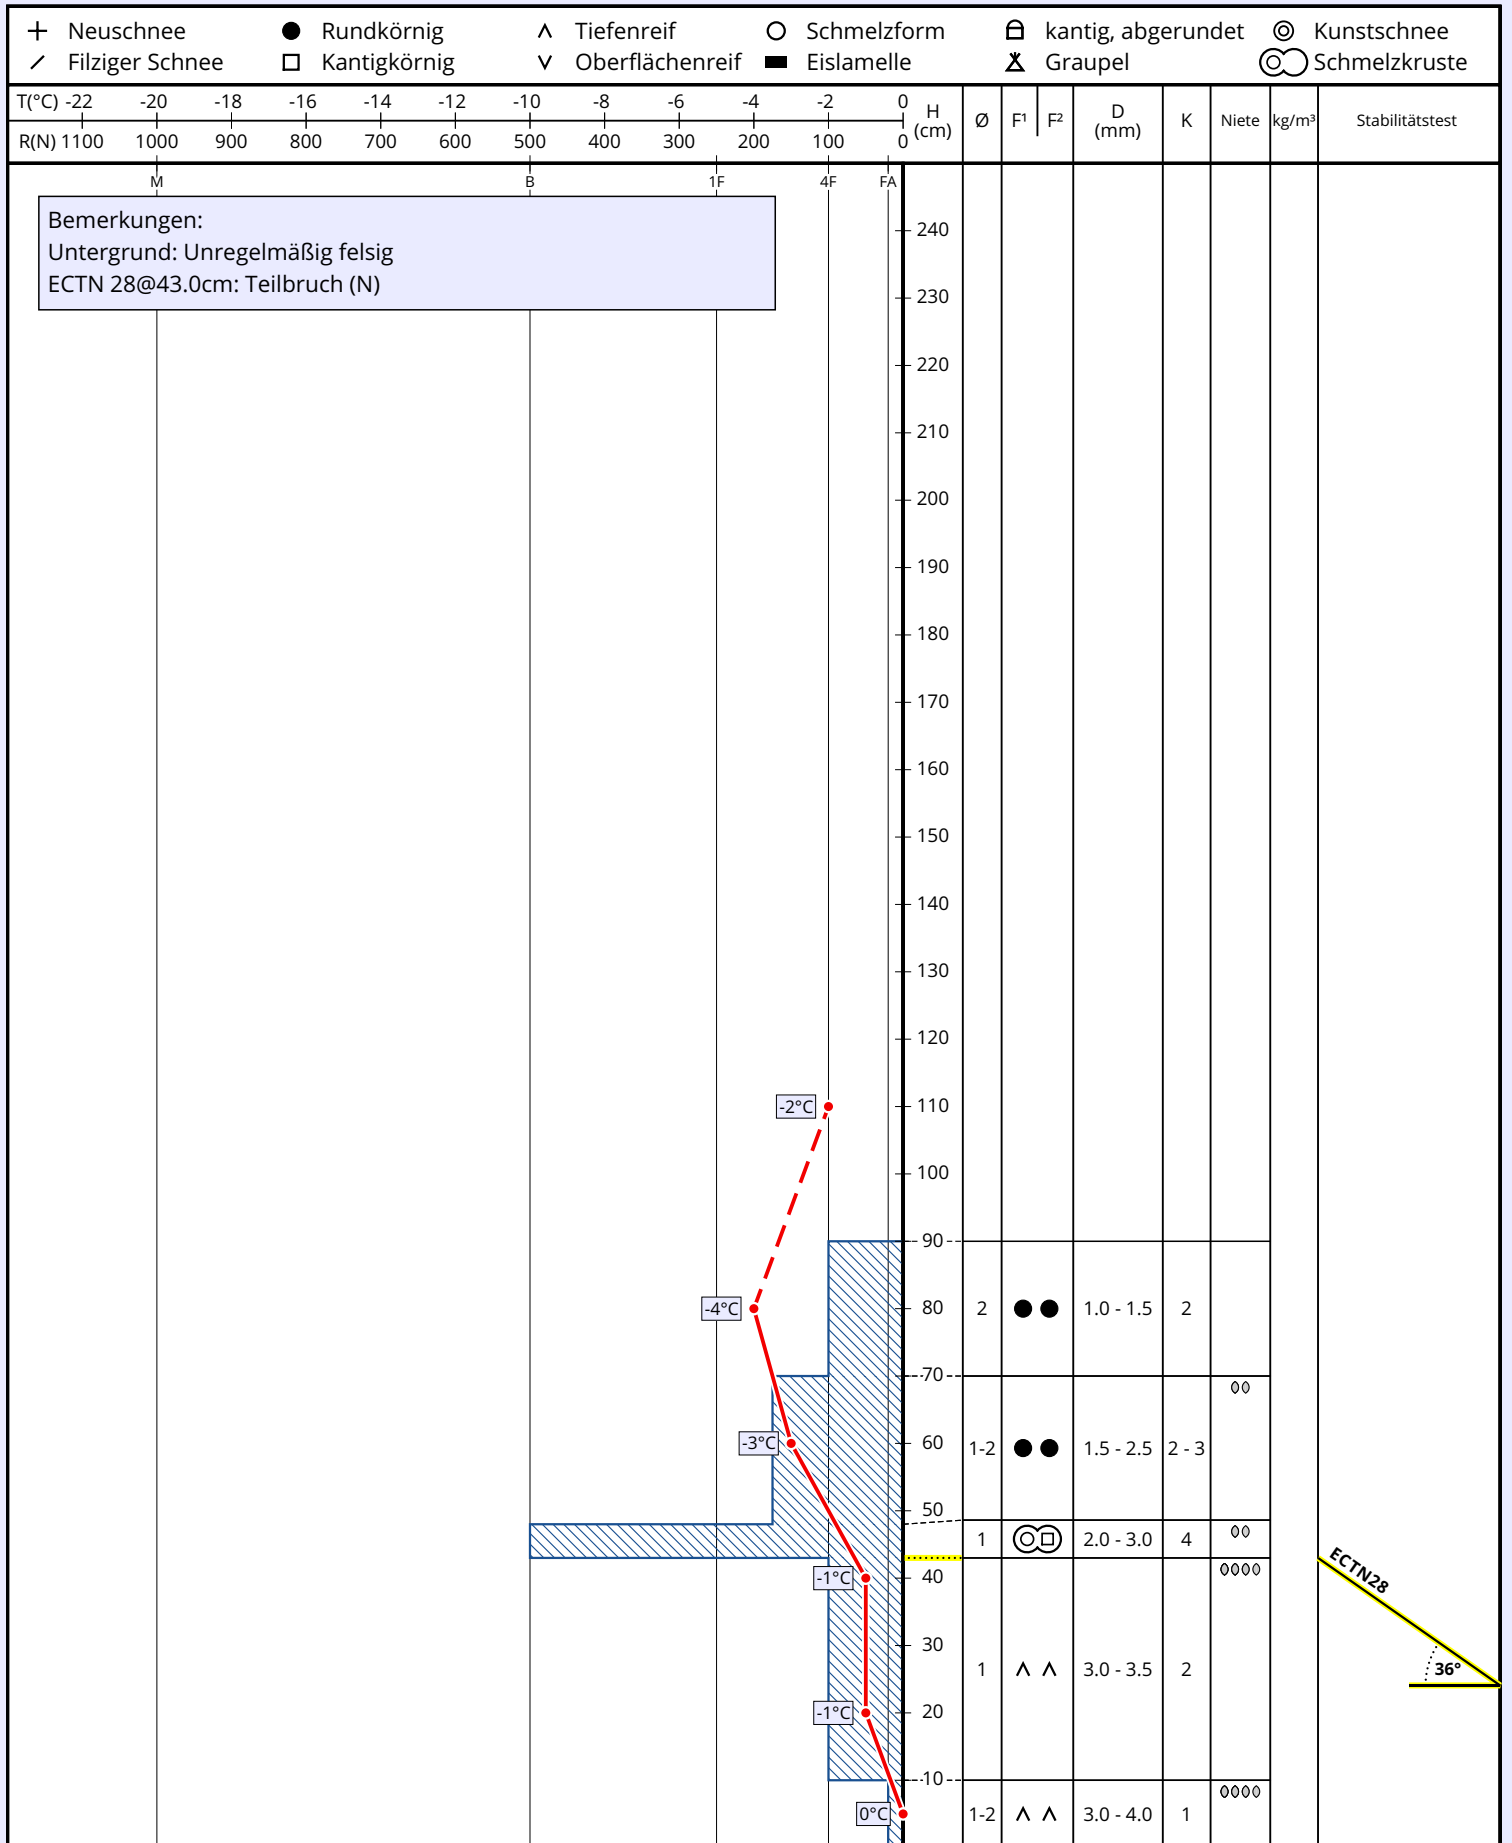 Neuschnee Rundkörnig Tiefenreif Schmelzform kantig, abgerundet Kunstschnee
Filziger Schnee Kantigkörnig Oberflächenreif Eislamelle Graupel Schmelzkruste
T(°C) -22 -20 -18 -16 -14 -12 -10 -8 -6 -4 -2 0
R(N) 1100 1000 900 800 700 600 500 400 300 200 100 0
H (cm) Ø F¹ F² D (mm) K Niete kg/m³ Stabilitätstest
M B 1F 4F FA
Bemerkungen:
Untergrund: Unregelmäßig felsig
ECTN 28@43.0cm: Teilbruch (N)
240
230
220
210
200
190
180
170
160
150
140
130
120
-2°C 110
100
90
-4°C 80 2 1.0 - 1.5 2
70
-3°C 60 1-2 1.5 - 2.5 2 - 3
50
1 2.0 - 3.0 4
-1°C 40 ECTN28
30
1 3.0 - 3.5 2 36°
-1°C 20
10
0°C 1-2 3.0 - 4.0 1